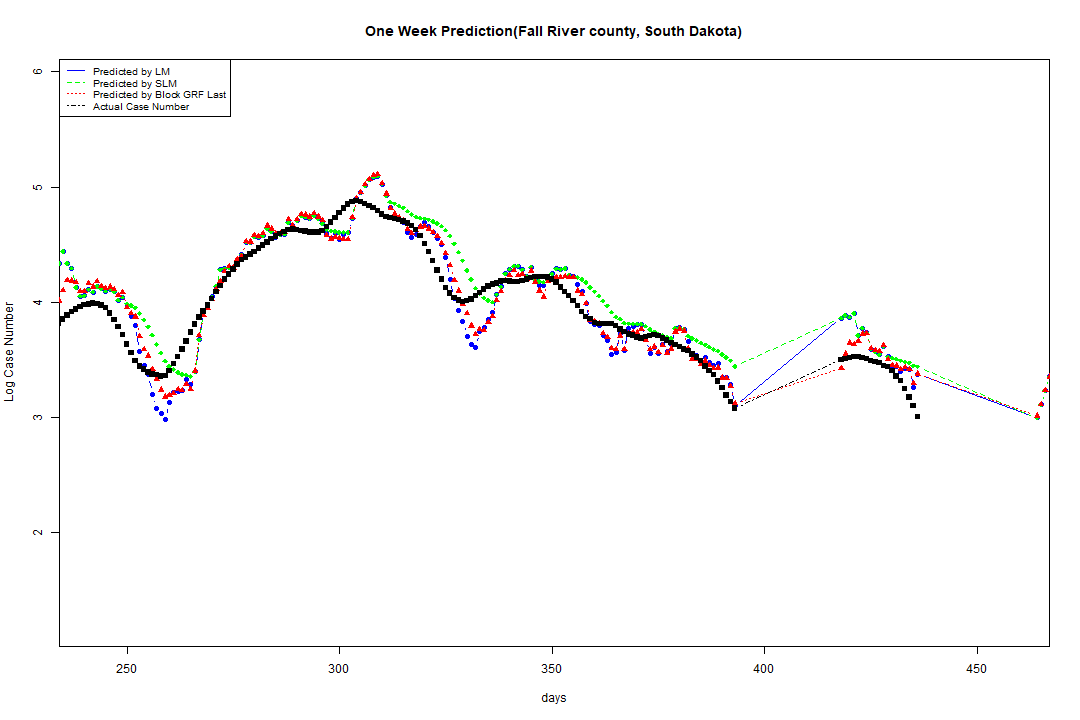 One Week Prediction(Fall River county, South Dakota)
Predicted by LM
Predicted by SLM
Predicted by Block GRF Last
Actual Case Number
6
5
4
3
2
Log Case Number
250 300 350 400 450
days